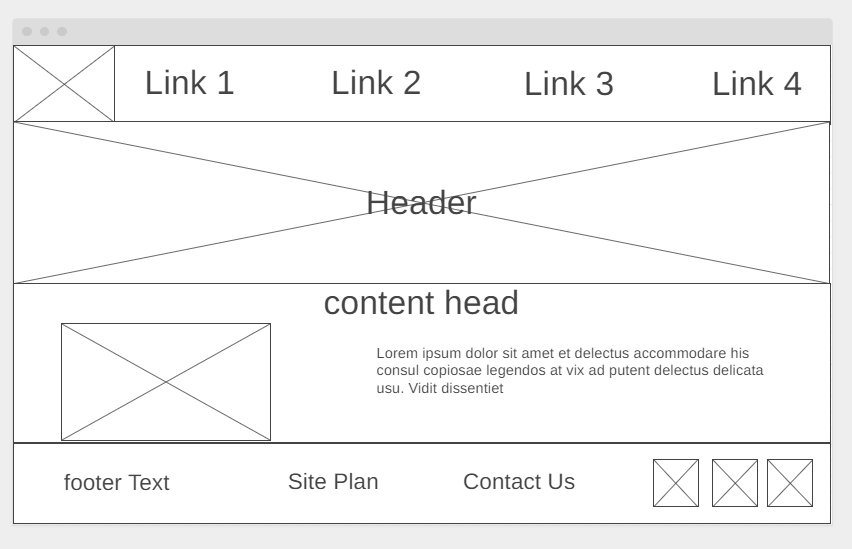 Link 1
Link 2
Link 3
Link 4
Header
content head
Lorem ipsum dolor sit amet et delectus accommodare his
consul copiosae legendos at vix ad putent delectus delicata
usu. Vidit dissentiet
footer Text
Site Plan
Contact Us